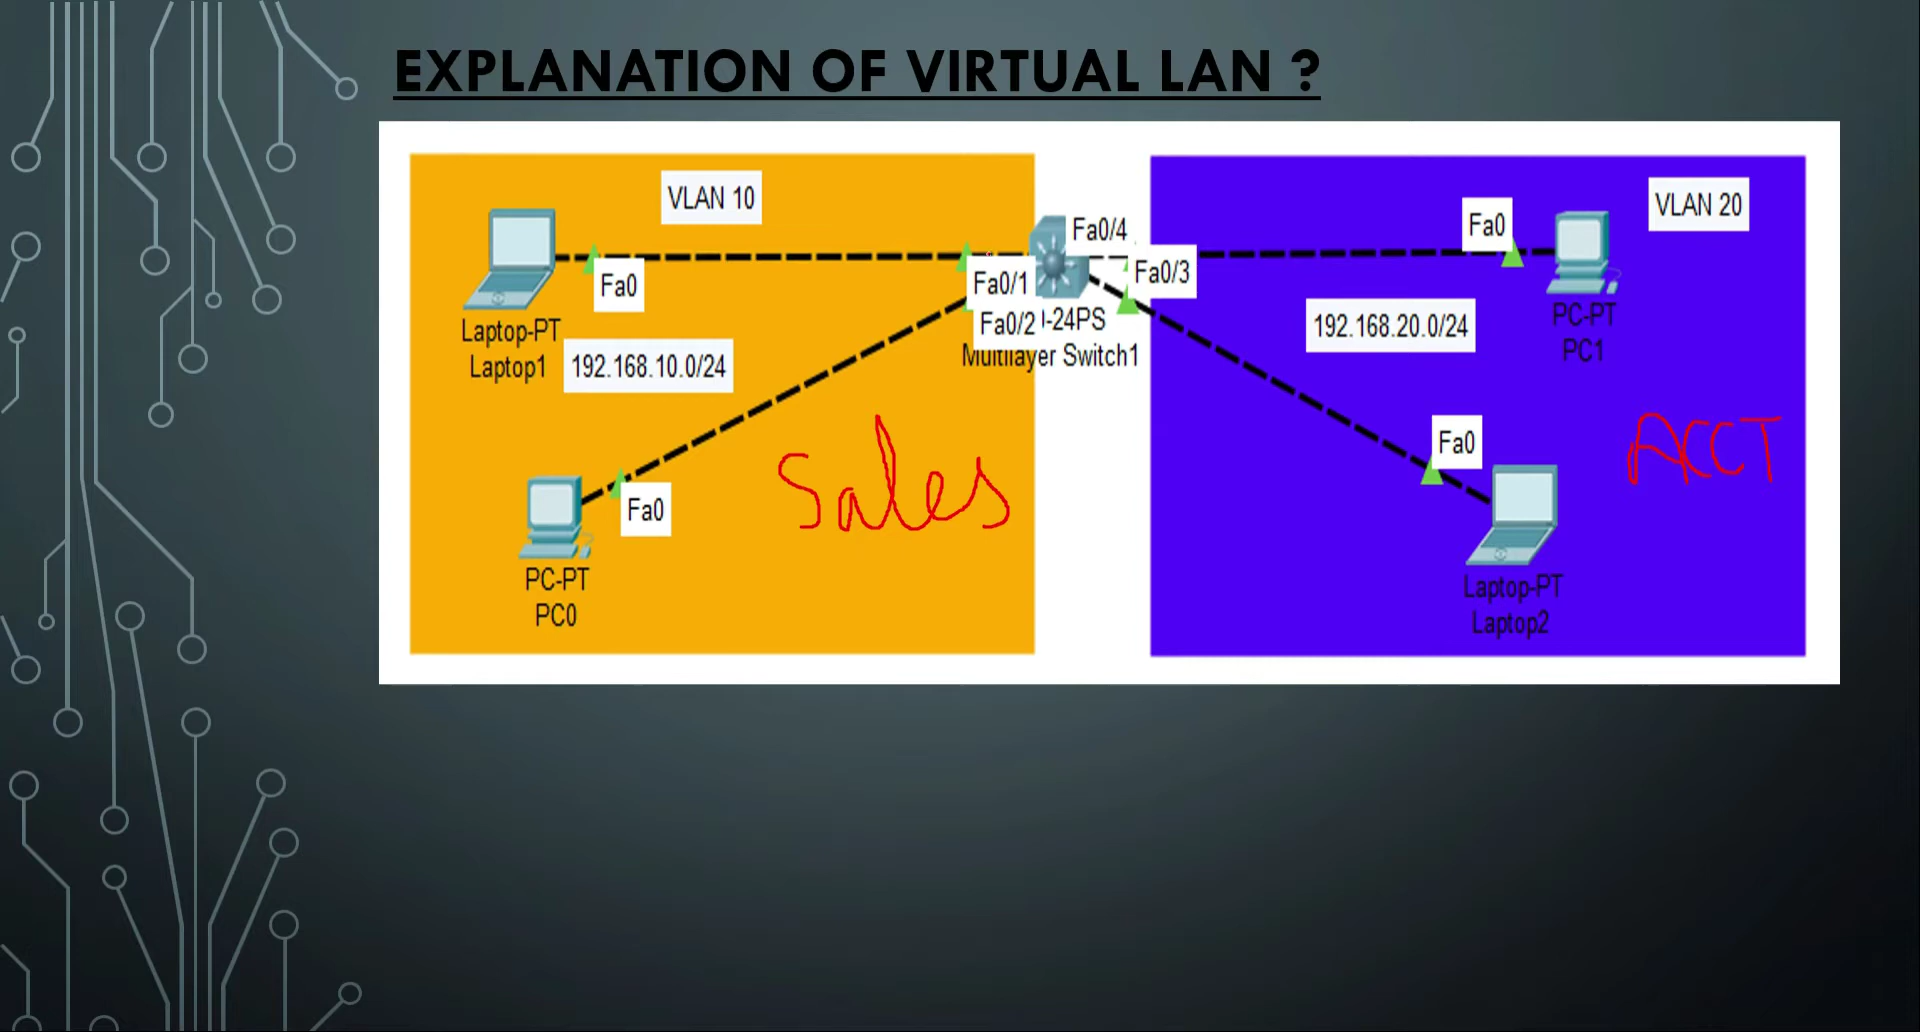 EXPLANATION OF VIRTUAL LAN ?
VLAN 10
VLAN 20
Fa0/4
Fa0
Fa0
Fa0/1
Fa0/3
Fa0/2
-24PS
Multilayer Switch1
Laptop-PT
Laptop1
192.168.10.0/24
192.168.20.0/24
PC-PT
PC1
Sales
ACCT
Fa0
Fa0
PC-PT
PC0
Laptop-PT
Laptop2